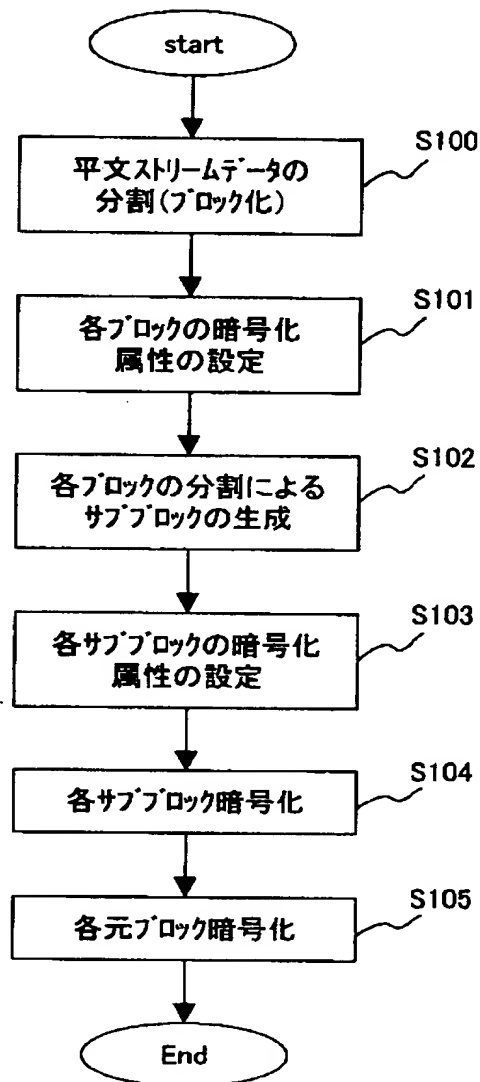 start
S100
平文ストリームデータの
分割(ブロック化)
S101
各ブロックの暗号化
属性の設定
S102
各ブロックの分割による
サブブロックの生成
S103
各サブブロックの暗号化
属性の設定
S104
各サブブロック暗号化
S105
各元ブロック暗号化
End